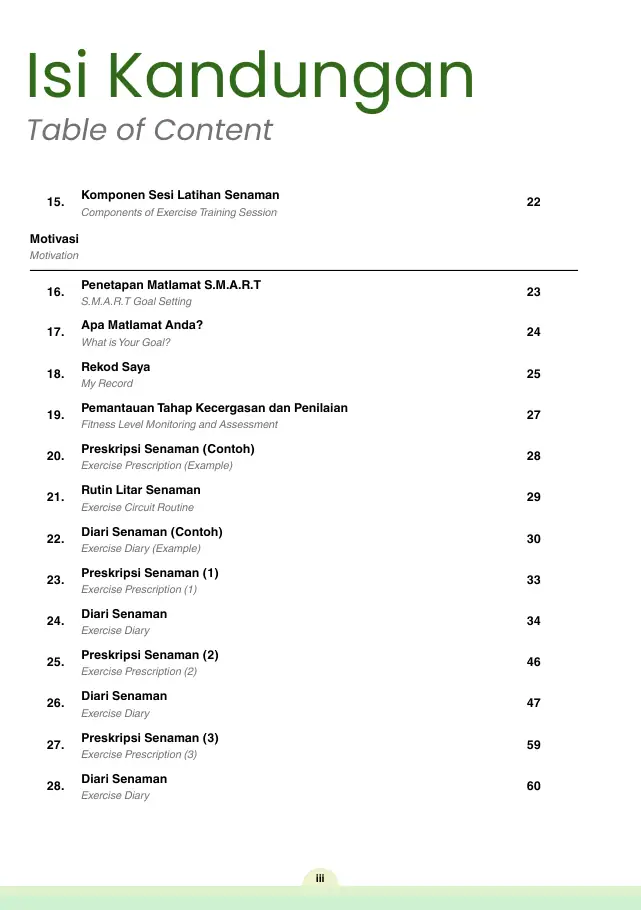 Isi Kandungan
Table of Content
15. Komponen Sesi Latihan Senaman 22
Components of Exercise Training Session
Motivasi
Motivation
16. Penetapan Matlamat S.M.A.R.T 23
S.M.A.R.T Goal Setting
17. Apa Matlamat Anda? 24
What is Your Goal?
18. Rekod Saya 25
My Record
19. Pemantauan Tahap Kecergasan dan Penilaian 27
Fitness Level Monitoring and Assessment
20. Preskripsi Senaman (Contoh) 28
Exercise Prescription (Example)
21. Rutin Litar Senaman 29
Exercise Circuit Routine
22. Diari Senaman (Contoh) 30
Exercise Diary (Example)
23. Preskripsi Senaman (1) 33
Exercise Prescription (1)
24. Diari Senaman 34
Exercise Diary
25. Preskripsi Senaman (2) 46
Exercise Prescription (2)
26. Diari Senaman 47
Exercise Diary
27. Preskripsi Senaman (3) 59
Exercise Prescription (3)
28. Diari Senaman 60
Exercise Diary
iii